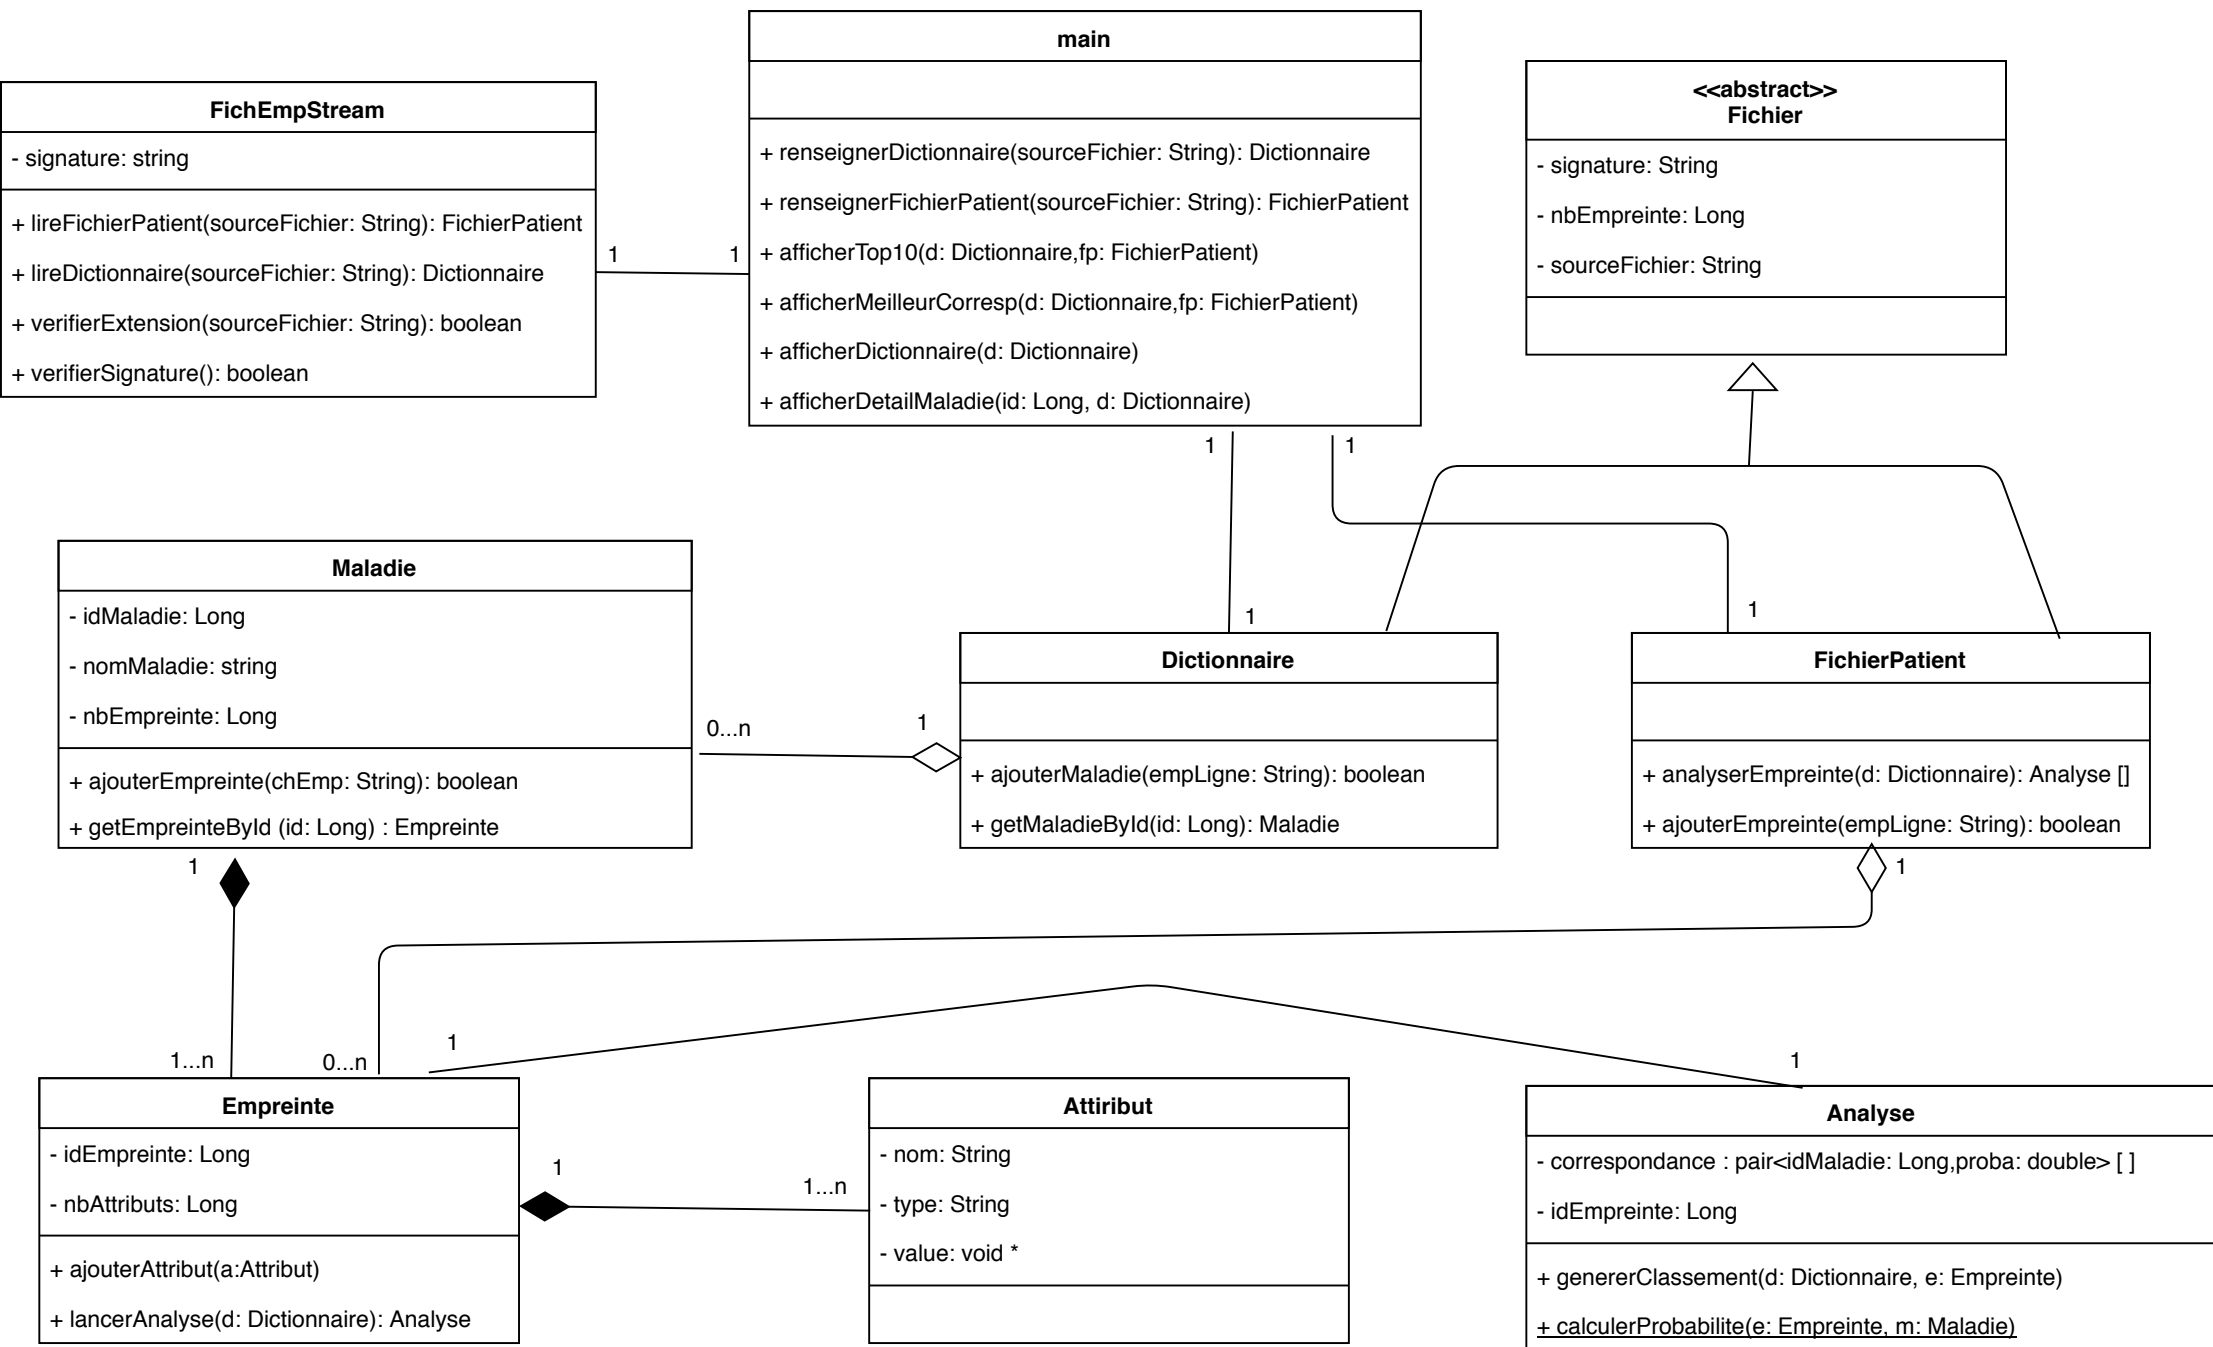 main
+ renseignerDictionnaire(sourceFichier: String): Dictionnaire
+ renseignerFichierPatient(sourceFichier: String): FichierPatient
+ afficherTop10(d: Dictionnaire,fp: FichierPatient)
+ afficherMeilleurCorresp(d: Dictionnaire,fp: FichierPatient)
+ afficherDictionnaire(d: Dictionnaire)
+ afficherDetailMaladie(id: Long, d: Dictionnaire)
FichEmpStream
- signature: string
+ lireFichierPatient(sourceFichier: String): FichierPatient
+ lireDictionnaire(sourceFichier: String): Dictionnaire
+ verifierExtension(sourceFichier: String): boolean
+ verifierSignature(): boolean
1
1
<<abstract>>
Fichier
- signature: String
- nbEmpreinte: Long
- sourceFichier: String
1
1
1
1
Maladie
- idMaladie: Long
- nomMaladie: string
- nbEmpreinte: Long
+ ajouterEmpreinte(chEmp: String): boolean
+ getEmpreinteById (id: Long) : Empreinte
0...n
1
Dictionnaire
+ ajouterMaladie(empLigne: String): boolean
+ getMaladieById(id: Long): Maladie
FichierPatient
+ analyserEmpreinte(d: Dictionnaire): Analyse []
+ ajouterEmpreinte(empLigne: String): boolean
1
1
1...n
0...n
1
1
Empreinte
- idEmpreinte: Long
- nbAttributs: Long
+ ajouterAttribut(a:Attribut)
+ lancerAnalyse(d: Dictionnaire): Analyse
1
1...n
Attiribut
- nom: String
- type: String
- value: void *
Analyse
- correspondance : pair<idMaladie: Long,proba: double> [ ]
- idEmpreinte: Long
+ genererClassement(d: Dictionnaire, e: Empreinte)
+ calculerProbabilite(e: Empreinte, m: Maladie)